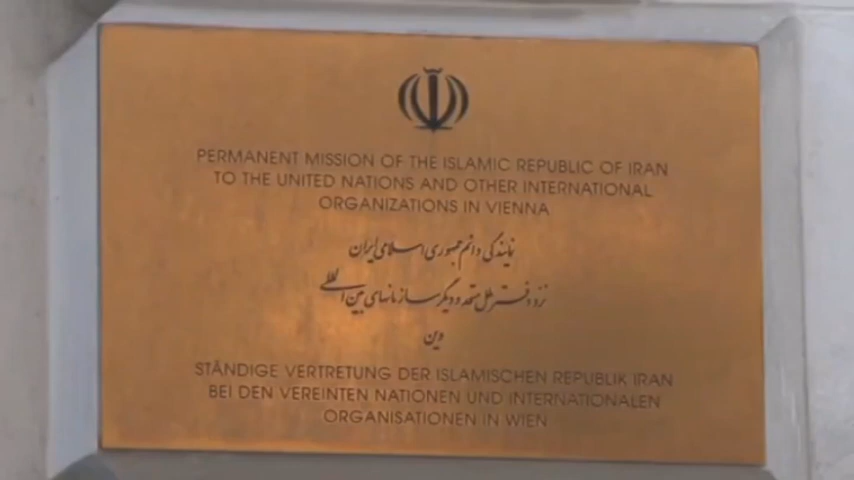 PERMANENT MISSION OF THE ISLAMIC REPUBLIC OF IRAN
TO THE UNITED NATIONS AND OTHER INTERNATIONAL
ORGANIZATIONS IN VIENNA
نمایندگی دائم جمهوری اسلامی ایران
نزد دفتر ملل متحد و دیگر سازمانهای بین المللی
وین
STÄNDIGE VERTRETUNG DER ISLAMISCHEN REPUBLIK IRAN
BEI DEN VEREINTEN NATIONEN UND INTERNATIONALEN
ORGANISATIONEN IN WIEN